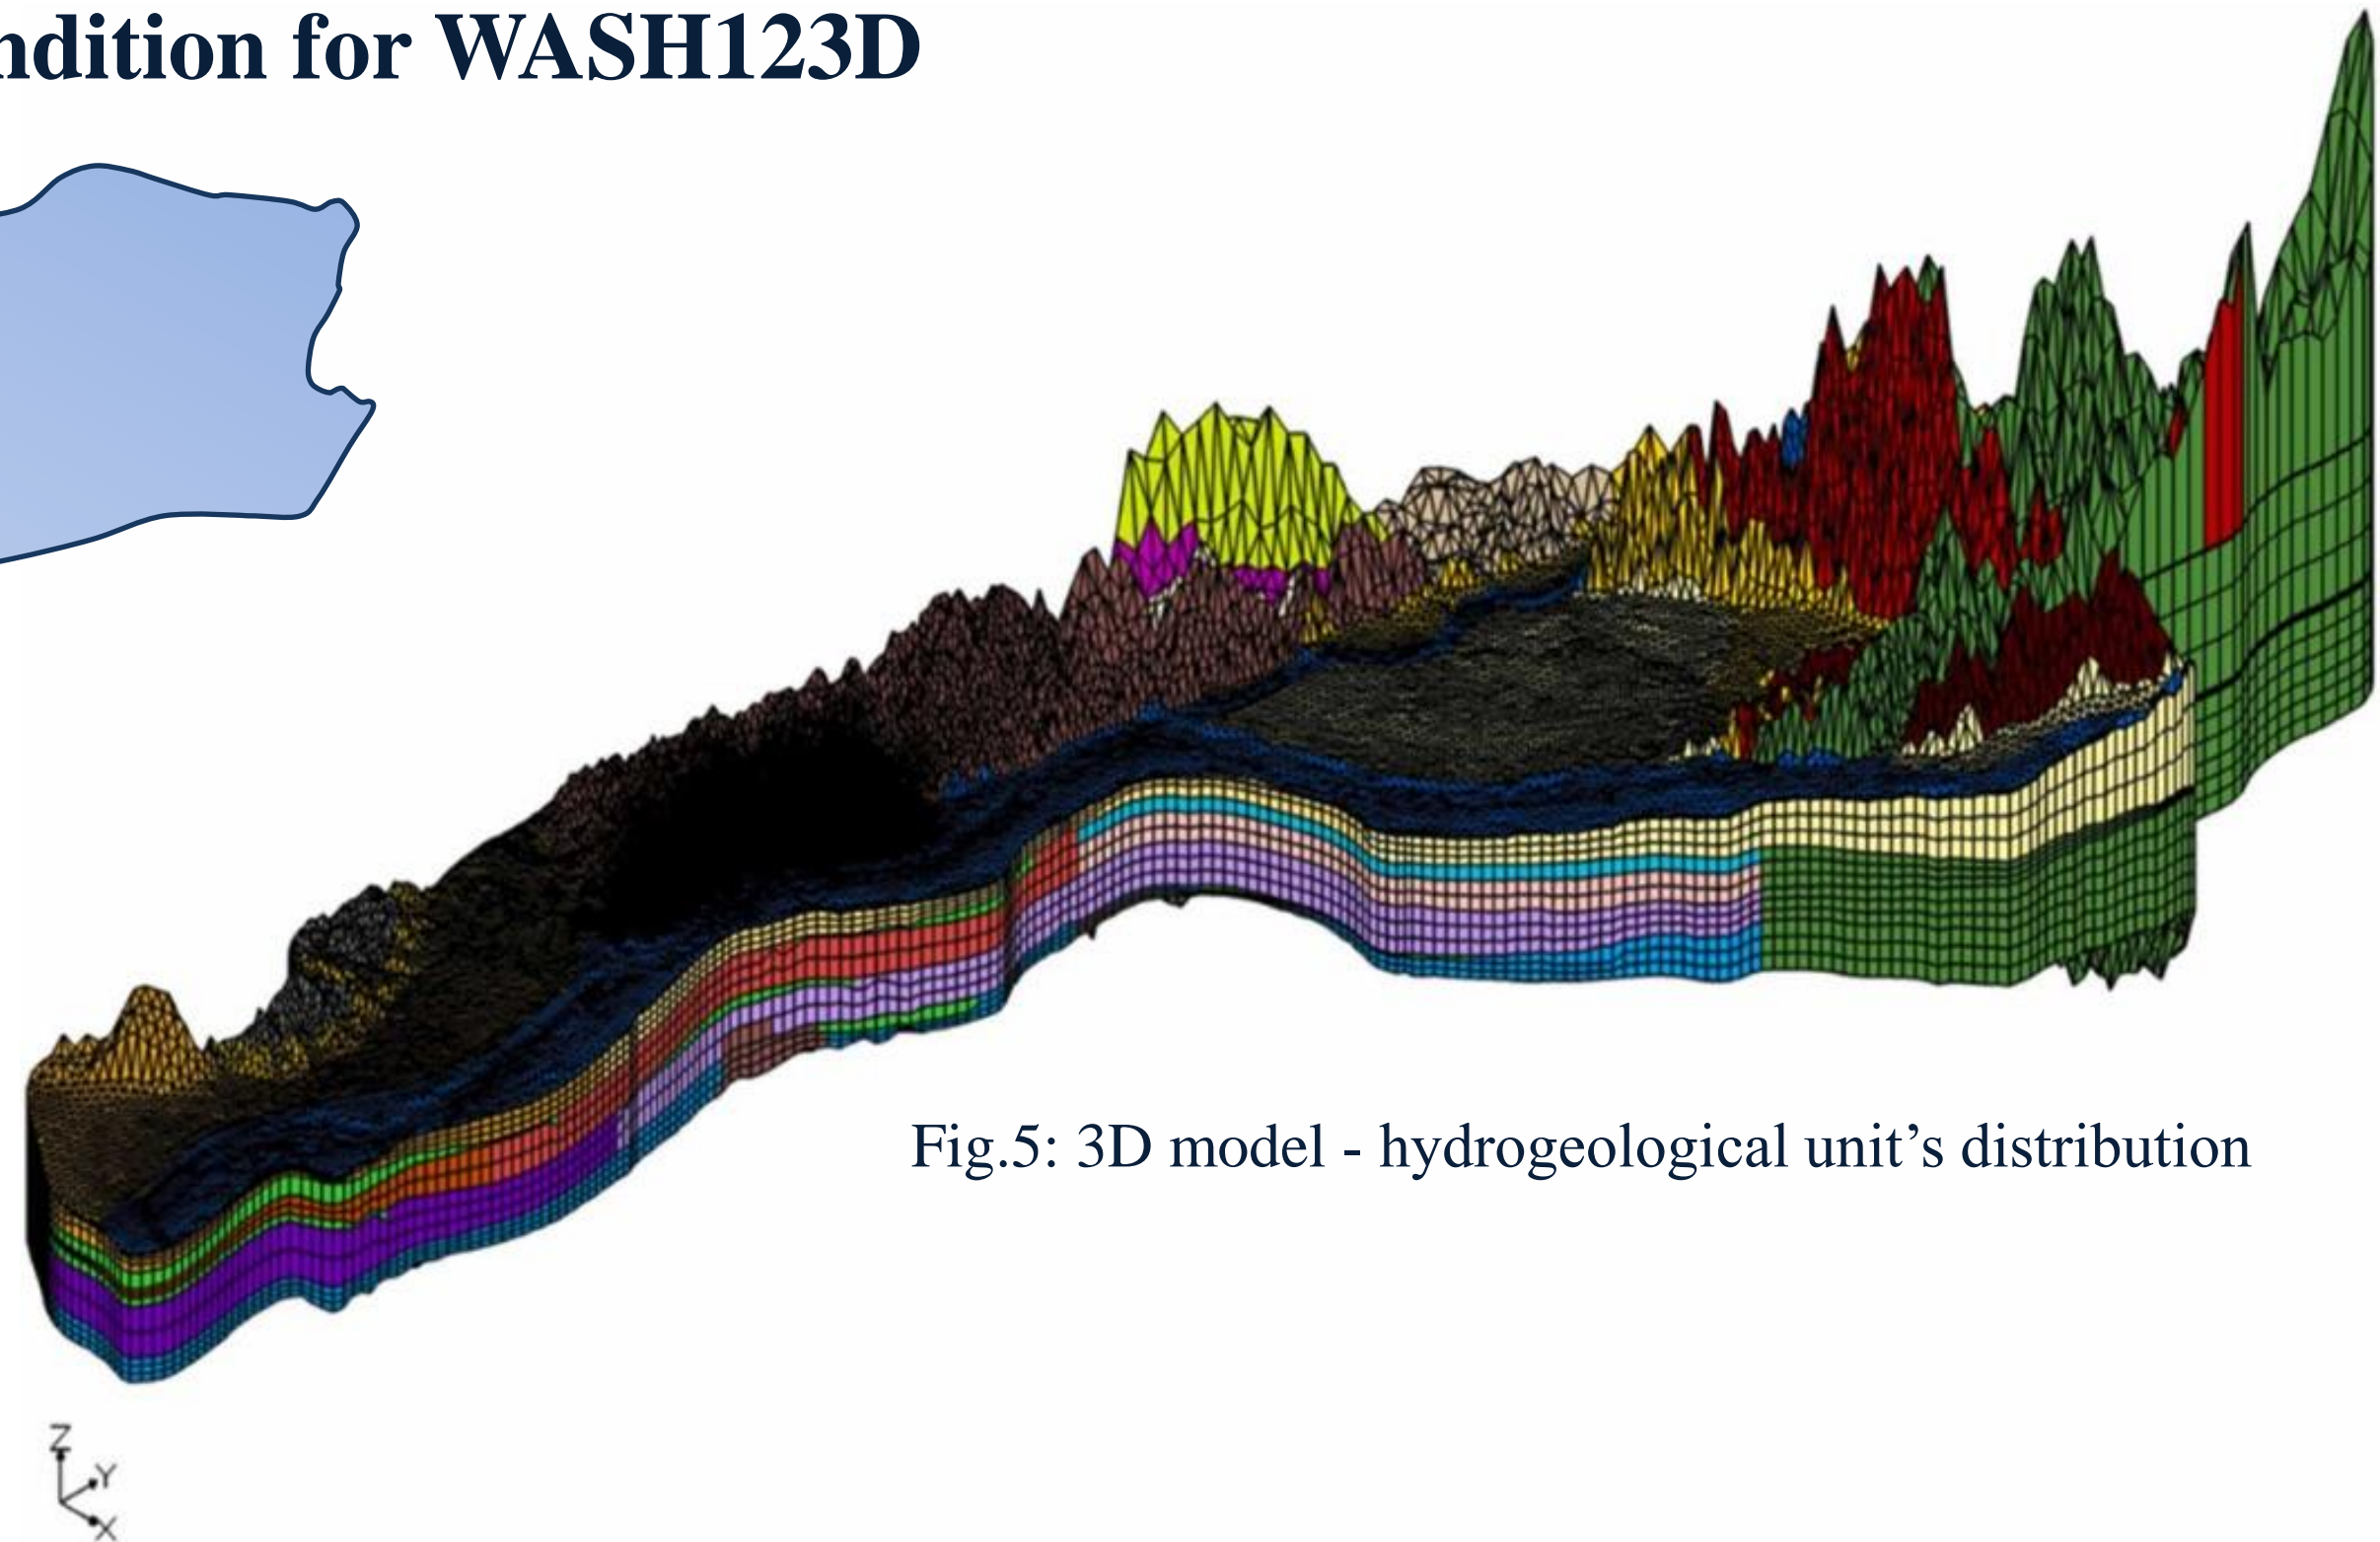 ndition for WASH123D
Fig.5: 3D model - hydrogeological unit’s distribution
Z
Y
X